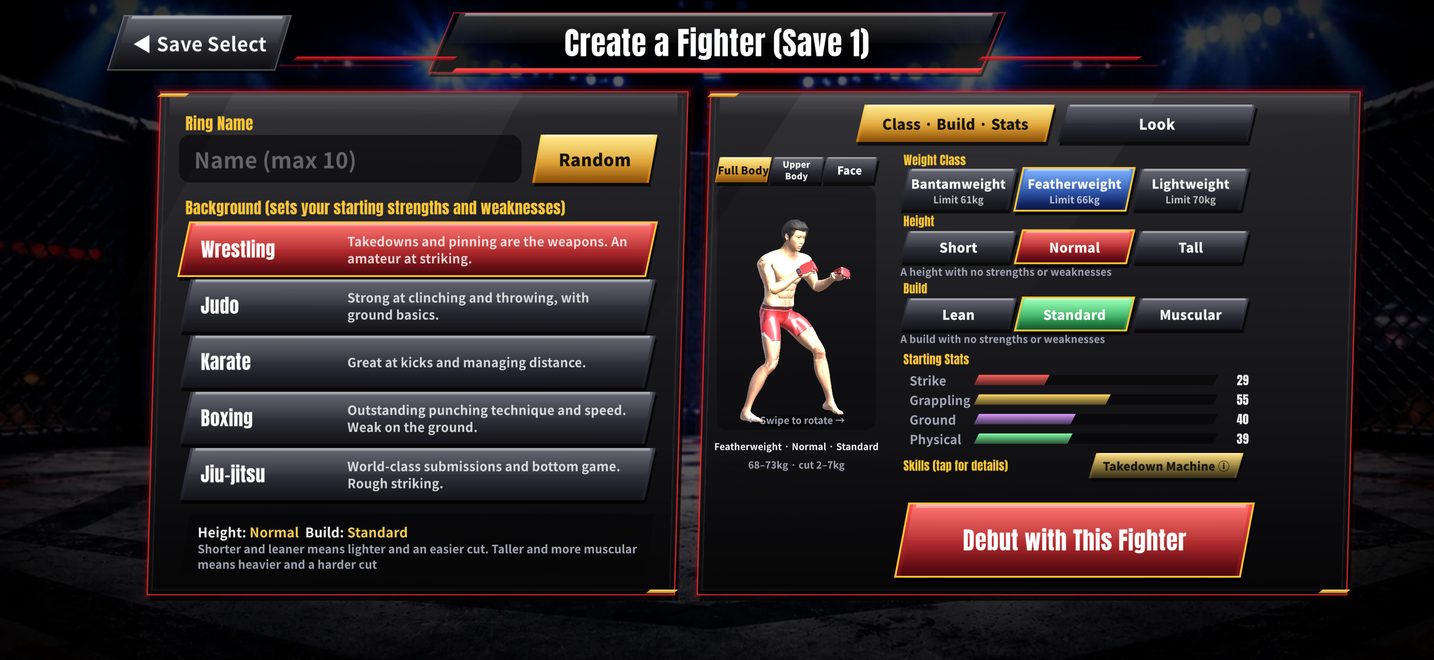 ◀ Save Select
Create a Fighter (Save 1)
Ring Name
Name (max 10)
Random
Background (sets your starting strengths and weaknesses)
Wrestling
Takedowns and pinning are the weapons. An
amateur at striking.
Judo
Strong at clinching and throwing, with
ground basics.
Karate
Great at kicks and managing distance.
Boxing
Outstanding punching technique and speed.
Weak on the ground.
Jiu-jitsu
World-class submissions and bottom game.
Rough striking.
Height: Normal Build: Standard
Shorter and leaner means lighter and an easier cut. Taller and more muscular
means heavier and a harder cut
Class · Build · Stats
Look
Full Body
Upper
Body
Face
Swipe to rotate →
Featherweight · Normal · Standard
68–73kg · cut 2–7kg
Weight Class
Bantamweight
Limit 61kg
Featherweight
Limit 66kg
Lightweight
Limit 70kg
Height
Short
Normal
Tall
A height with no strengths or weaknesses
Build
Lean
Standard
Muscular
A build with no strengths or weaknesses
Starting Stats
Strike 29
Grappling 55
Ground 40
Physical 39
Skills (tap for details)
Takedown Machine ⓘ
Debut with This Fighter